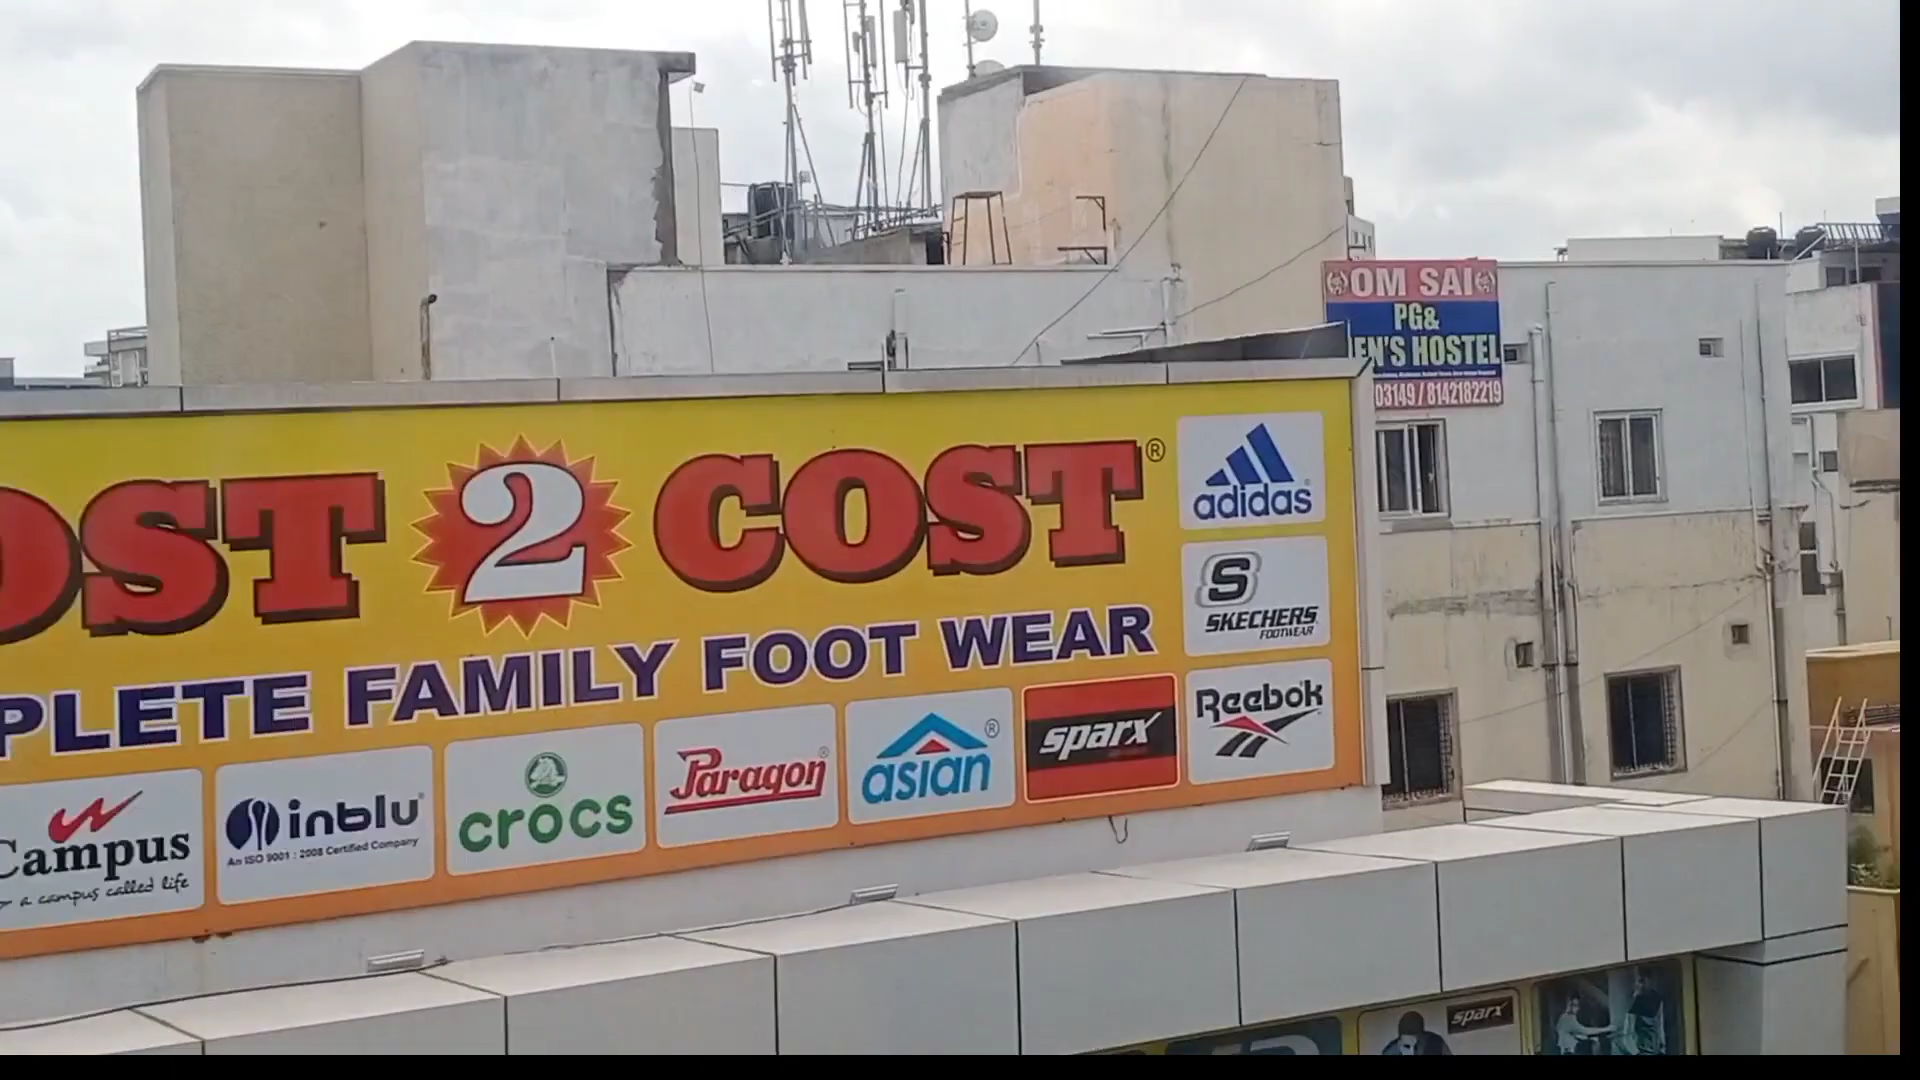 OM SAI
PG&
EN'S HOSTEL
03149 / 8142182219
OST 2 COST®
PLETE FAMILY FOOT WEAR
adidas
SKECHERS
FOOTWEAR
Reebok
sparx
asian®
Paragon®
crocs
inblu
An ISO 9001 : 2008 Certified Company
Campus
a campus called life
sparx